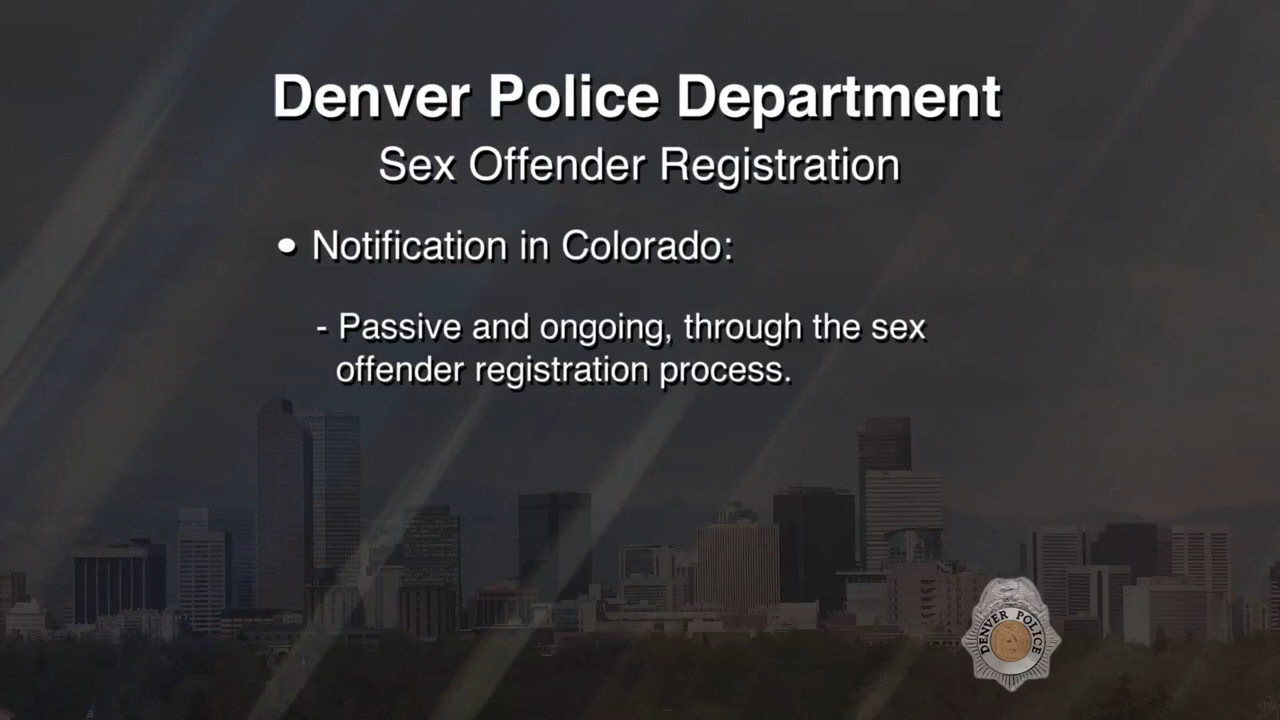 Denver Police Department
Sex Offender Registration
• Notification in Colorado:
- Passive and ongoing, through the sex
offender registration process.
DENVER POLICE